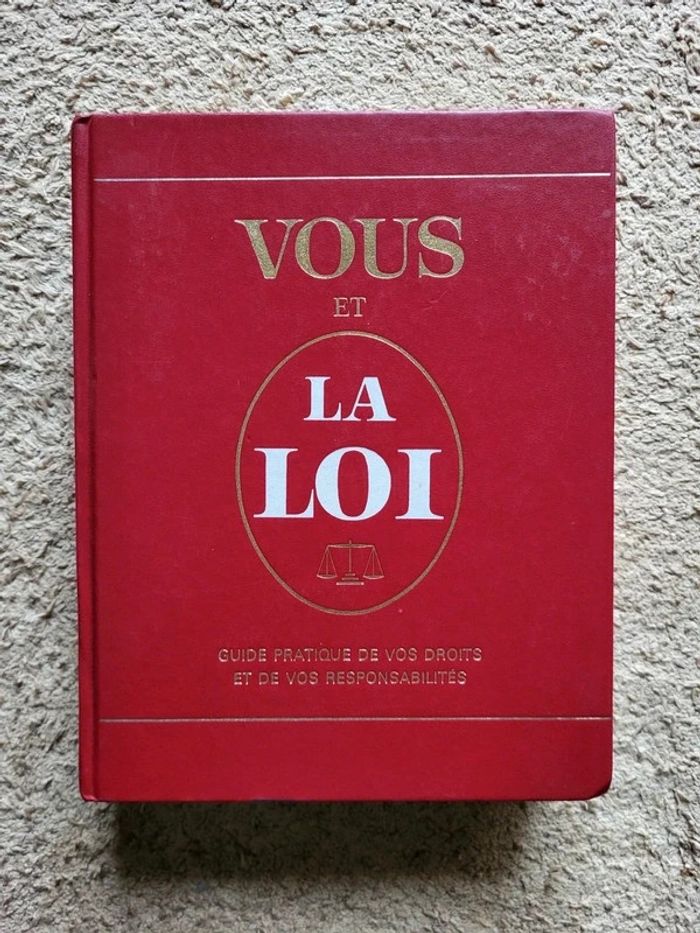 VOUS
ET
LA
LOI
GUIDE PRATIQUE DE VOS DROITS
ET DE VOS RESPONSABILITÉS